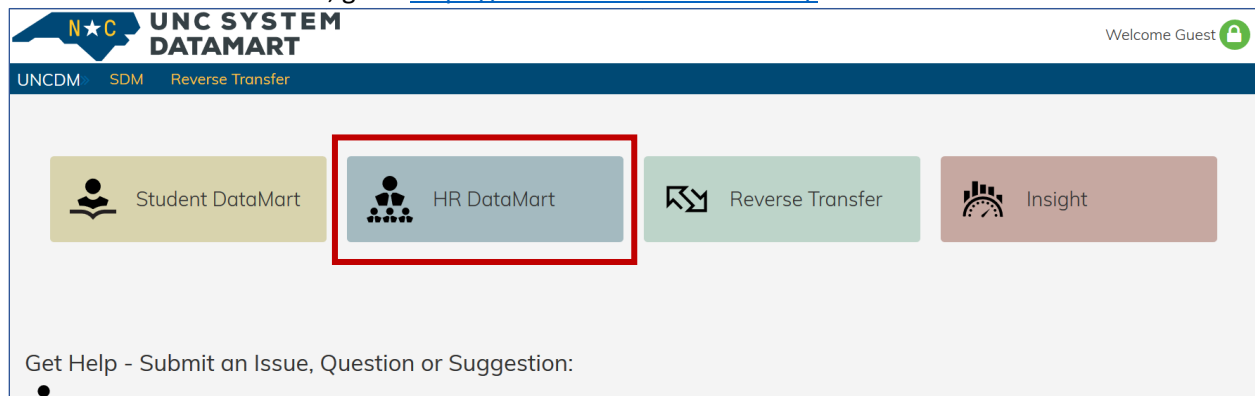 N★C UNC SYSTEM
DATAMART
Welcome Guest
UNCDM SDM Reverse Transfer
Student DataMart
HR DataMart
Reverse Transfer
Insight
Get Help - Submit an Issue, Question or Suggestion: